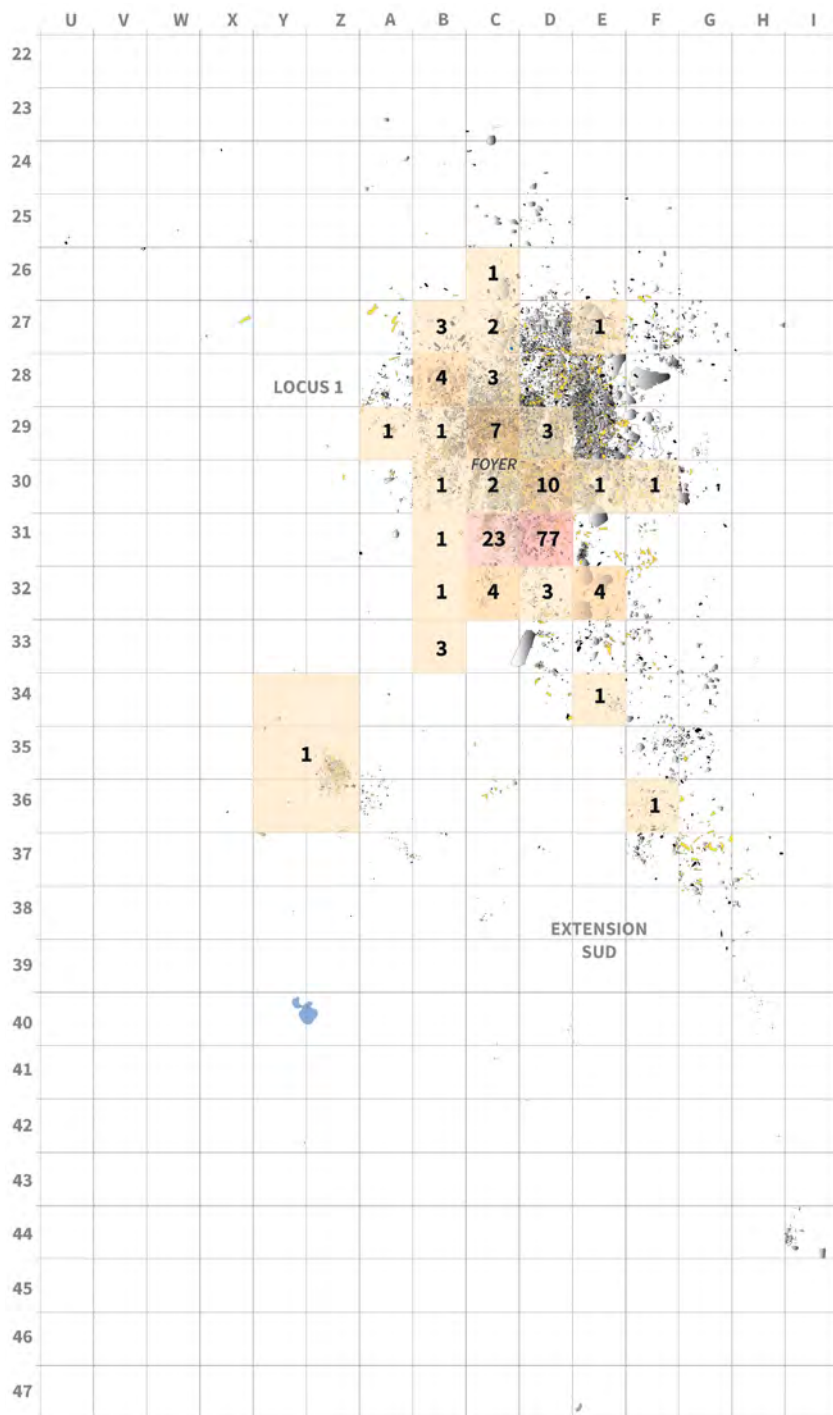 U V W X Y Z A B C D E F G H I
22
23
24
25
26 1
27 3 2 1
28 LOCUS 1 4 3
29 1 1 7 3
FOYER
30 1 2 10 1 1
31 1 23 77
32 1 4 3 4
33 3
34 1
35 1
36 1
37
38
EXTENSION
SUD
39
40
41
42
43
44
45
46
47